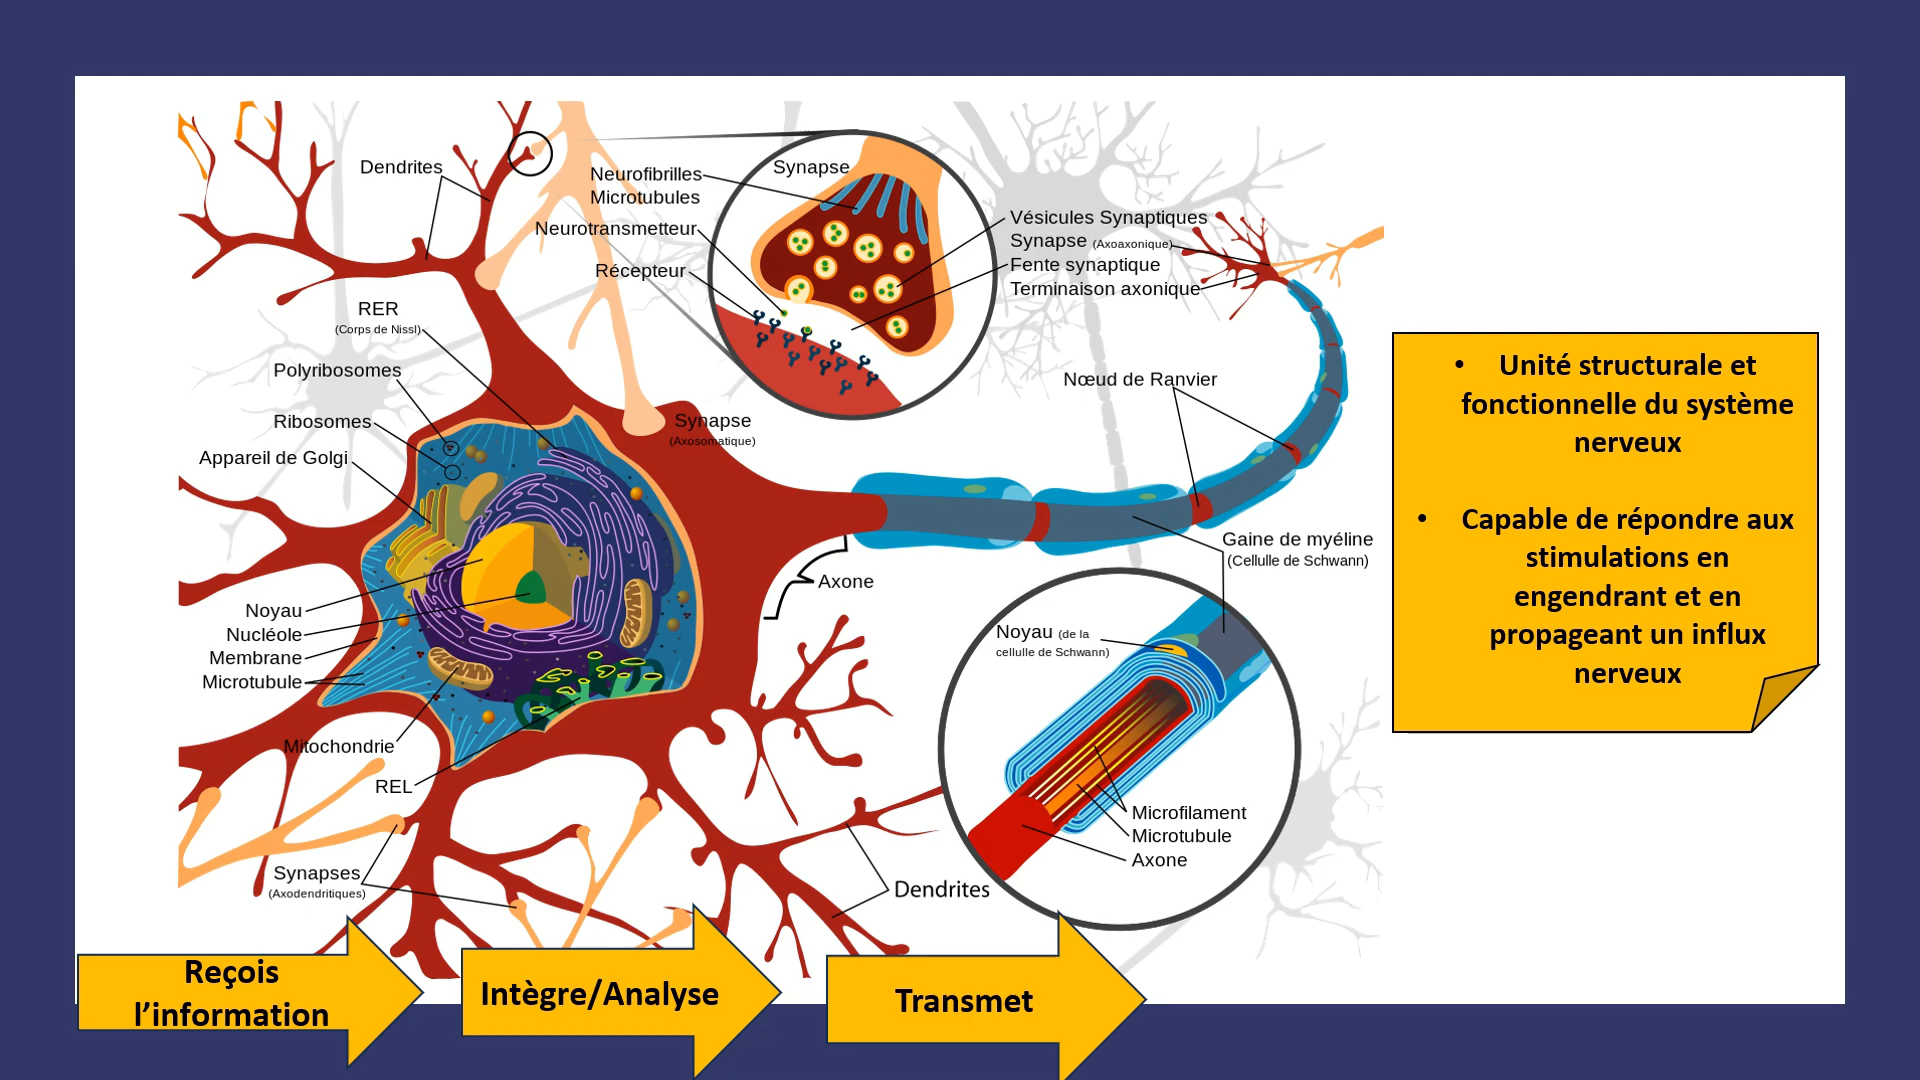 Dendrites
Neurofibrilles
Microtubules
Neurotransmetteur
Récepteur
Synapse
Vésicules Synaptiques
Synapse (Axoaxonique)
Fente synaptique
Terminaison axonique
RER
(Corps de Nissl)
Polyribosomes
Ribosomes
Appareil de Golgi
Synapse
(Axosomatique)
Nœud de Ranvier
Gaine de myéline
(Cellulle de Schwann)
Axone
Noyau
Nucléole
Membrane
Microtubule
Mitochondrie
REL
Synapses
(Axodendritiques)
Dendrites
Noyau (de la
cellulle de Schwann)
Microfilament
Microtubule
Axone
• Unité structurale et
fonctionnelle du système
nerveux
• Capable de répondre aux
stimulations en
engendrant et en
propageant un influx
nerveux
Reçois
l’information
Intègre/Analyse
Transmet